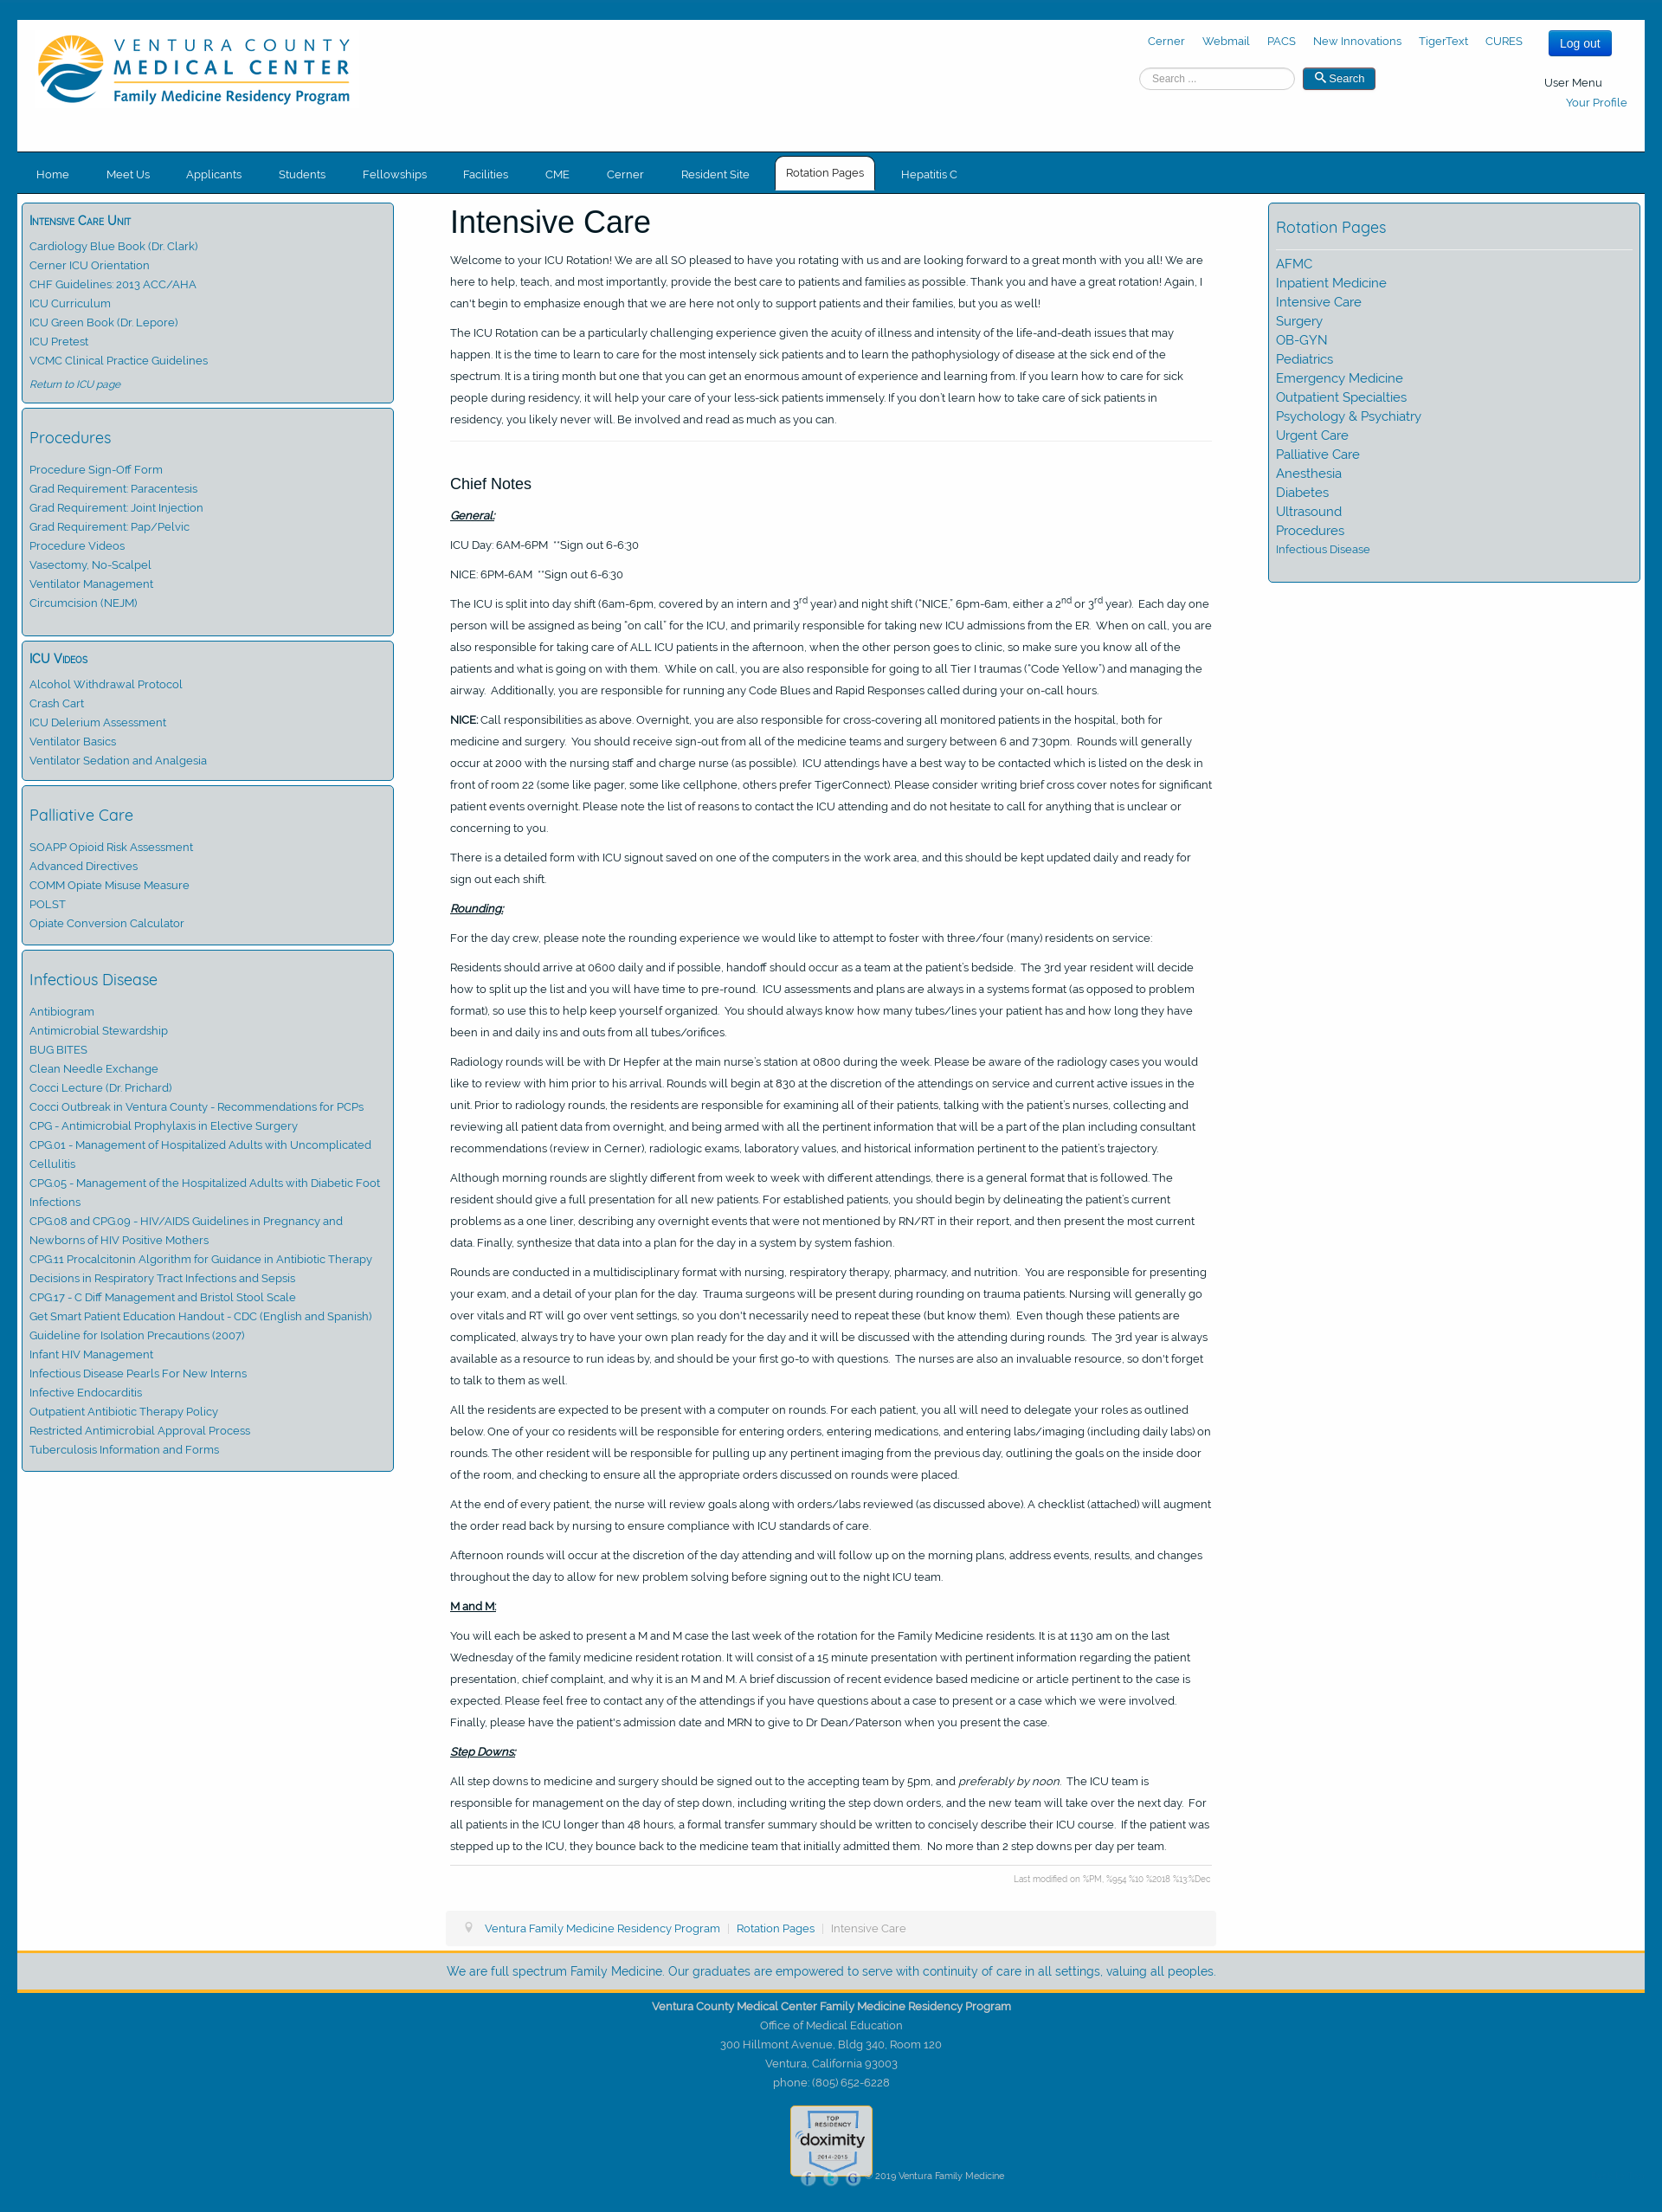 VENTURA COUNTY
MEDICAL CENTER
Family Medicine Residency Program
Cerner Webmail PACS New Innovations TigerText CURES
Log out
Search ...
Search
User Menu
Your Profile
Home Meet Us Applicants Students Fellowships Facilities CME Cerner Resident Site Rotation Pages Hepatitis C
Intensive Care Unit
Cardiology Blue Book (Dr. Clark)
Cerner ICU Orientation
CHF Guidelines: 2013 ACC/AHA
ICU Curriculum
ICU Green Book (Dr. Lepore)
ICU Pretest
VCMC Clinical Practice Guidelines
Return to ICU page
Procedures
Procedure Sign-Off Form
Grad Requirement: Paracentesis
Grad Requirement: Joint Injection
Grad Requirement: Pap/Pelvic
Procedure Videos
Vasectomy, No-Scalpel
Ventilator Management
Circumcision (NEJM)
ICU Videos
Alcohol Withdrawal Protocol
Crash Cart
ICU Delerium Assessment
Ventilator Basics
Ventilator Sedation and Analgesia
Palliative Care
SOAPP Opioid Risk Assessment
Advanced Directives
COMM Opiate Misuse Measure
POLST
Opiate Conversion Calculator
Infectious Disease
Antibiogram
Antimicrobial Stewardship
BUG BITES
Clean Needle Exchange
Cocci Lecture (Dr. Prichard)
Cocci Outbreak in Ventura County - Recommendations for PCPs
CPG - Antimicrobial Prophylaxis in Elective Surgery
CPG.01 - Management of Hospitalized Adults with Uncomplicated
Cellulitis
CPG.05 - Management of the Hospitalized Adults with Diabetic Foot
Infections
CPG.08 and CPG.09 - HIV/AIDS Guidelines in Pregnancy and
Newborns of HIV Positive Mothers
CPG.11 Procalcitonin Algorithm for Guidance in Antibiotic Therapy
Decisions in Respiratory Tract Infections and Sepsis
CPG.17 - C Diff Management and Bristol Stool Scale
Get Smart Patient Education Handout - CDC (English and Spanish)
Guideline for Isolation Precautions (2007)
Infant HIV Management
Infectious Disease Pearls For New Interns
Infective Endocarditis
Outpatient Antibiotic Therapy Policy
Restricted Antimicrobial Approval Process
Tuberculosis Information and Forms
Intensive Care
Welcome to your ICU Rotation! We are all SO pleased to have you rotating with us and are looking forward to a great month with you all! We are
here to help, teach, and most importantly, provide the best care to patients and families as possible. Thank you and have a great rotation! Again, I
can't begin to emphasize enough that we are here not only to support patients and their families, but you as well!
The ICU Rotation can be a particularly challenging experience given the acuity of illness and intensity of the life-and-death issues that may
happen. It is the time to learn to care for the most intensely sick patients and to learn the pathophysiology of disease at the sick end of the
spectrum. It is a tiring month but one that you can get an enormous amount of experience and learning from. If you learn how to care for sick
people during residency, it will help your care of your less-sick patients immensely. If you don't learn how to take care of sick patients in
residency, you likely never will. Be involved and read as much as you can.
Chief Notes
General:
ICU Day: 6AM-6PM **Sign out 6-6:30
NICE: 6PM-6AM **Sign out 6-6:30
The ICU is split into day shift (6am-6pm, covered by an intern and 3rd year) and night shift ("NICE," 6pm-6am, either a 2nd or 3rd year). Each day one
person will be assigned as being "on call" for the ICU, and primarily responsible for taking new ICU admissions from the ER. When on call, you are
also responsible for taking care of ALL ICU patients in the afternoon, when the other person goes to clinic, so make sure you know all of the
patients and what is going on with them. While on call, you are also responsible for going to all Tier I traumas ("Code Yellow") and managing the
airway. Additionally, you are responsible for running any Code Blues and Rapid Responses called during your on-call hours.
NICE: Call responsibilities as above. Overnight, you are also responsible for cross-covering all monitored patients in the hospital, both for
medicine and surgery. You should receive sign-out from all of the medicine teams and surgery between 6 and 7:30pm. Rounds will generally
occur at 2000 with the nursing staff and charge nurse (as possible). ICU attendings have a best way to be contacted which is listed on the desk in
front of room 22 (some like pager, some like cellphone, others prefer TigerConnect). Please consider writing brief cross cover notes for significant
patient events overnight. Please note the list of reasons to contact the ICU attending and do not hesitate to call for anything that is unclear or
concerning to you.
There is a detailed form with ICU signout saved on one of the computers in the work area, and this should be kept updated daily and ready for
sign out each shift.
Rounding:
For the day crew, please note the rounding experience we would like to attempt to foster with three/four (many) residents on service:
Residents should arrive at 0600 daily and if possible, handoff should occur as a team at the patient's bedside. The 3rd year resident will decide
how to split up the list and you will have time to pre-round. ICU assessments and plans are always in a systems format (as opposed to problem
format), so use this to help keep yourself organized. You should always know how many tubes/lines your patient has and how long they have
been in and daily ins and outs from all tubes/orifices.
Radiology rounds will be with Dr Hepfer at the main nurse's station at 0800 during the week. Please be aware of the radiology cases you would
like to review with him prior to his arrival. Rounds will begin at 830 at the discretion of the attendings on service and current active issues in the
unit. Prior to radiology rounds, the residents are responsible for examining all of their patients, talking with the patient's nurses, collecting and
reviewing all patient data from overnight, and being armed with all the pertinent information that will be a part of the plan including consultant
recommendations (review in Cerner), radiologic exams, laboratory values, and historical information pertinent to the patient's trajectory.
Although morning rounds are slightly different from week to week with different attendings, there is a general format that is followed. The
resident should give a full presentation for all new patients. For established patients, you should begin by delineating the patient's current
problems as a one liner, describing any overnight events that were not mentioned by RN/RT in their report, and then present the most current
data. Finally, synthesize that data into a plan for the day in a system by system fashion.
Rounds are conducted in a multidisciplinary format with nursing, respiratory therapy, pharmacy, and nutrition. You are responsible for presenting
your exam, and a detail of your plan for the day. Trauma surgeons will be present during rounding on trauma patients. Nursing will generally go
over vitals and RT will go over vent settings, so you don't necessarily need to repeat these (but know them). Even though these patients are
complicated, always try to have your own plan ready for the day and it will be discussed with the attending during rounds. The 3rd year is always
available as a resource to run ideas by, and should be your first go-to with questions. The nurses are also an invaluable resource, so don't forget
to talk to them as well.
All the residents are expected to be present with a computer on rounds. For each patient, you all will need to delegate your roles as outlined
below. One of your co residents will be responsible for entering orders, entering medications, and entering labs/imaging (including daily labs) on
rounds. The other resident will be responsible for pulling up any pertinent imaging from the previous day, outlining the goals on the inside door
of the room, and checking to ensure all the appropriate orders discussed on rounds were placed.
At the end of every patient, the nurse will review goals along with orders/labs reviewed (as discussed above). A checklist (attached) will augment
the order read back by nursing to ensure compliance with ICU standards of care.
Afternoon rounds will occur at the discretion of the day attending and will follow up on the morning plans, address events, results, and changes
throughout the day to allow for new problem solving before signing out to the night ICU team.
M and M:
You will each be asked to present a M and M case the last week of the rotation for the Family Medicine residents. It is at 1130 am on the last
Wednesday of the family medicine resident rotation. It will consist of a 15 minute presentation with pertinent information regarding the patient
presentation, chief complaint, and why it is an M and M. A brief discussion of recent evidence based medicine or article pertinent to the case is
expected. Please feel free to contact any of the attendings if you have questions about a case to present or a case which we were involved.
Finally, please have the patient's admission date and MRN to give to Dr Dean/Paterson when you present the case.
Step Downs:
All step downs to medicine and surgery should be signed out to the accepting team by 5pm, and preferably by noon. The ICU team is
responsible for management on the day of step down, including writing the step down orders, and the new team will take over the next day. For
all patients in the ICU longer than 48 hours, a formal transfer summary should be written to concisely describe their ICU course. If the patient was
stepped up to the ICU, they bounce back to the medicine team that initially admitted them. No more than 2 step downs per day per team.
Last modified on %PM, %954 %10 %2018 %13:%Dec
Ventura Family Medicine Residency Program | Rotation Pages | Intensive Care
Rotation Pages
AFMC
Inpatient Medicine
Intensive Care
Surgery
OB-GYN
Pediatrics
Emergency Medicine
Outpatient Specialties
Psychology & Psychiatry
Urgent Care
Palliative Care
Anesthesia
Diabetes
Ultrasound
Procedures
Infectious Disease
We are full spectrum Family Medicine. Our graduates are empowered to serve with continuity of care in all settings, valuing all peoples.
Ventura County Medical Center Family Medicine Residency Program
Office of Medical Education
300 Hillmont Avenue, Bldg 340, Room 120
Ventura, California 93003
phone: (805) 652-6228
TOP
RESIDENCY
doximity
2014-2015
f t G
© 2019 Ventura Family Medicine